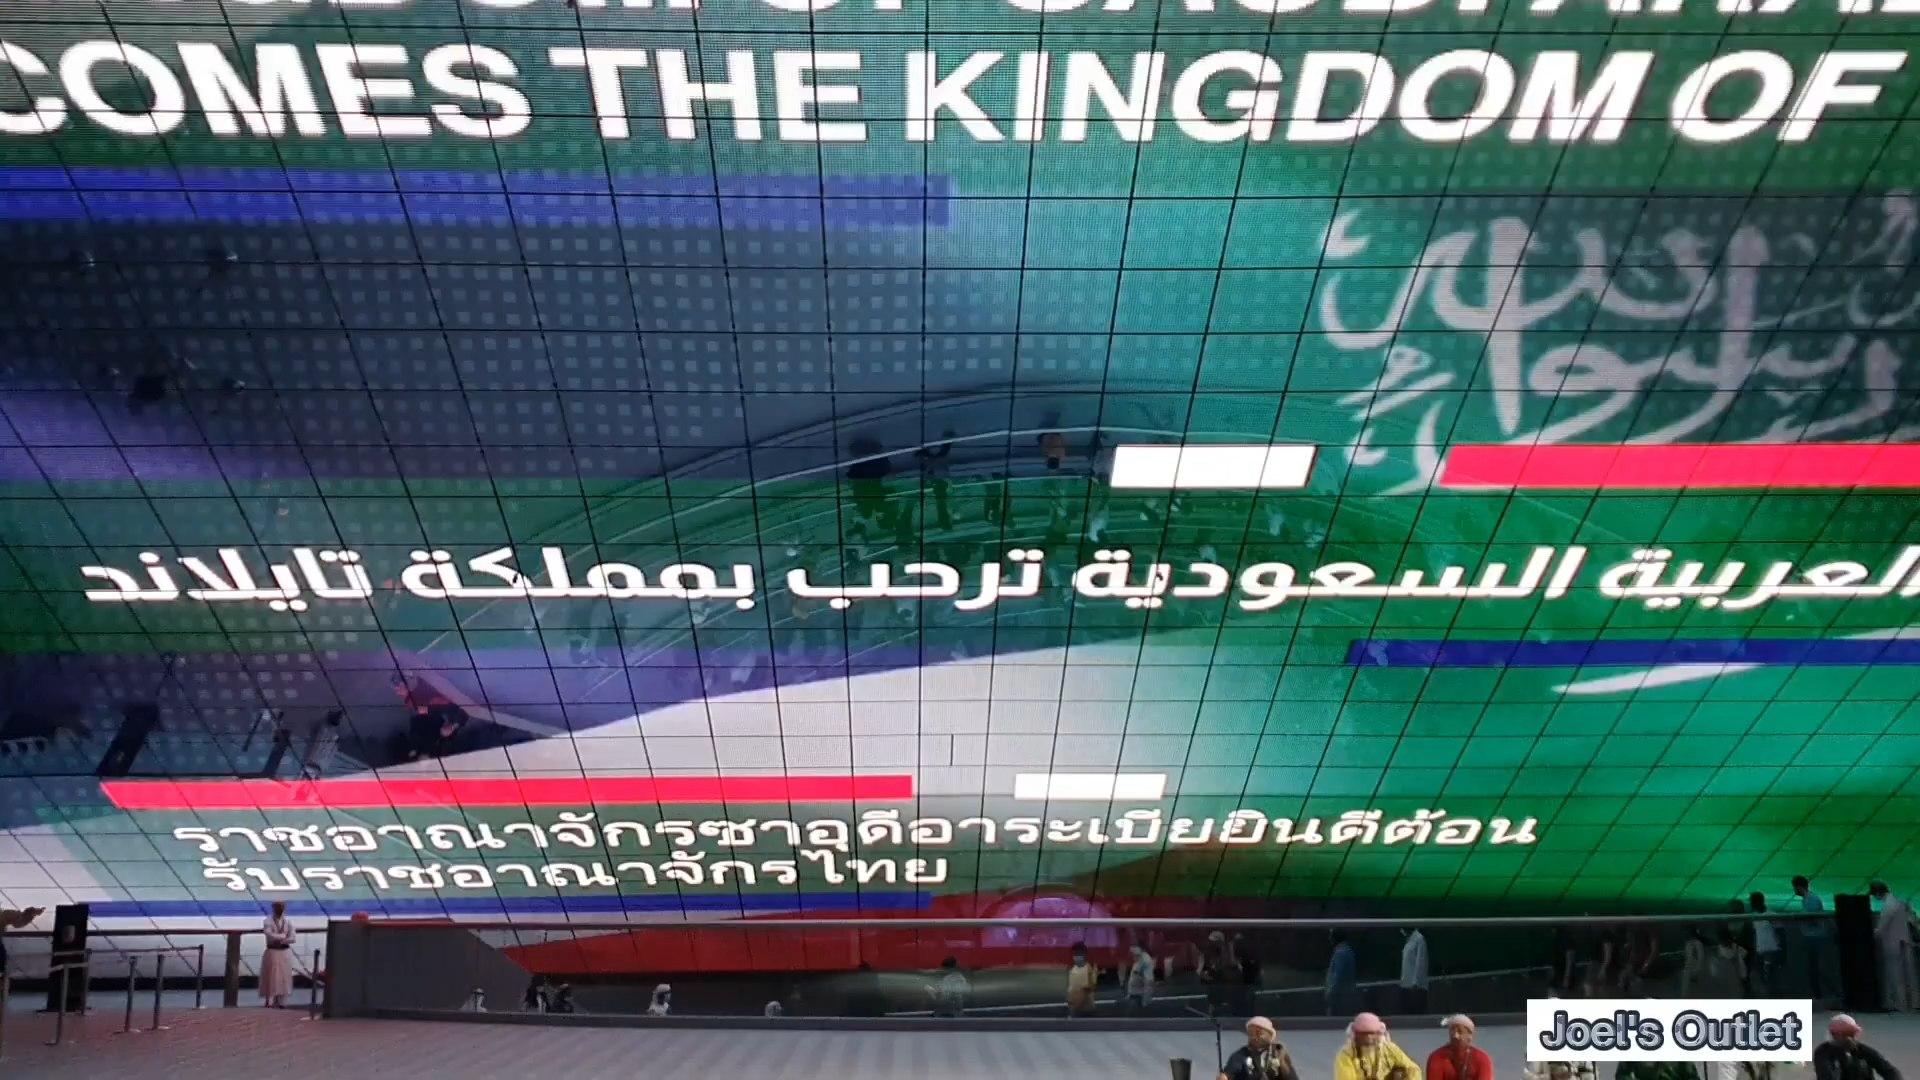 COMES THE KINGDOM OF
العربية السعودية ترحب بمملكة تايلاند
ราชอาณาจักรซาอุดีอาระเบียยินดีต้อน
รับราชอาณาจักรไทย
Joel's Outlet